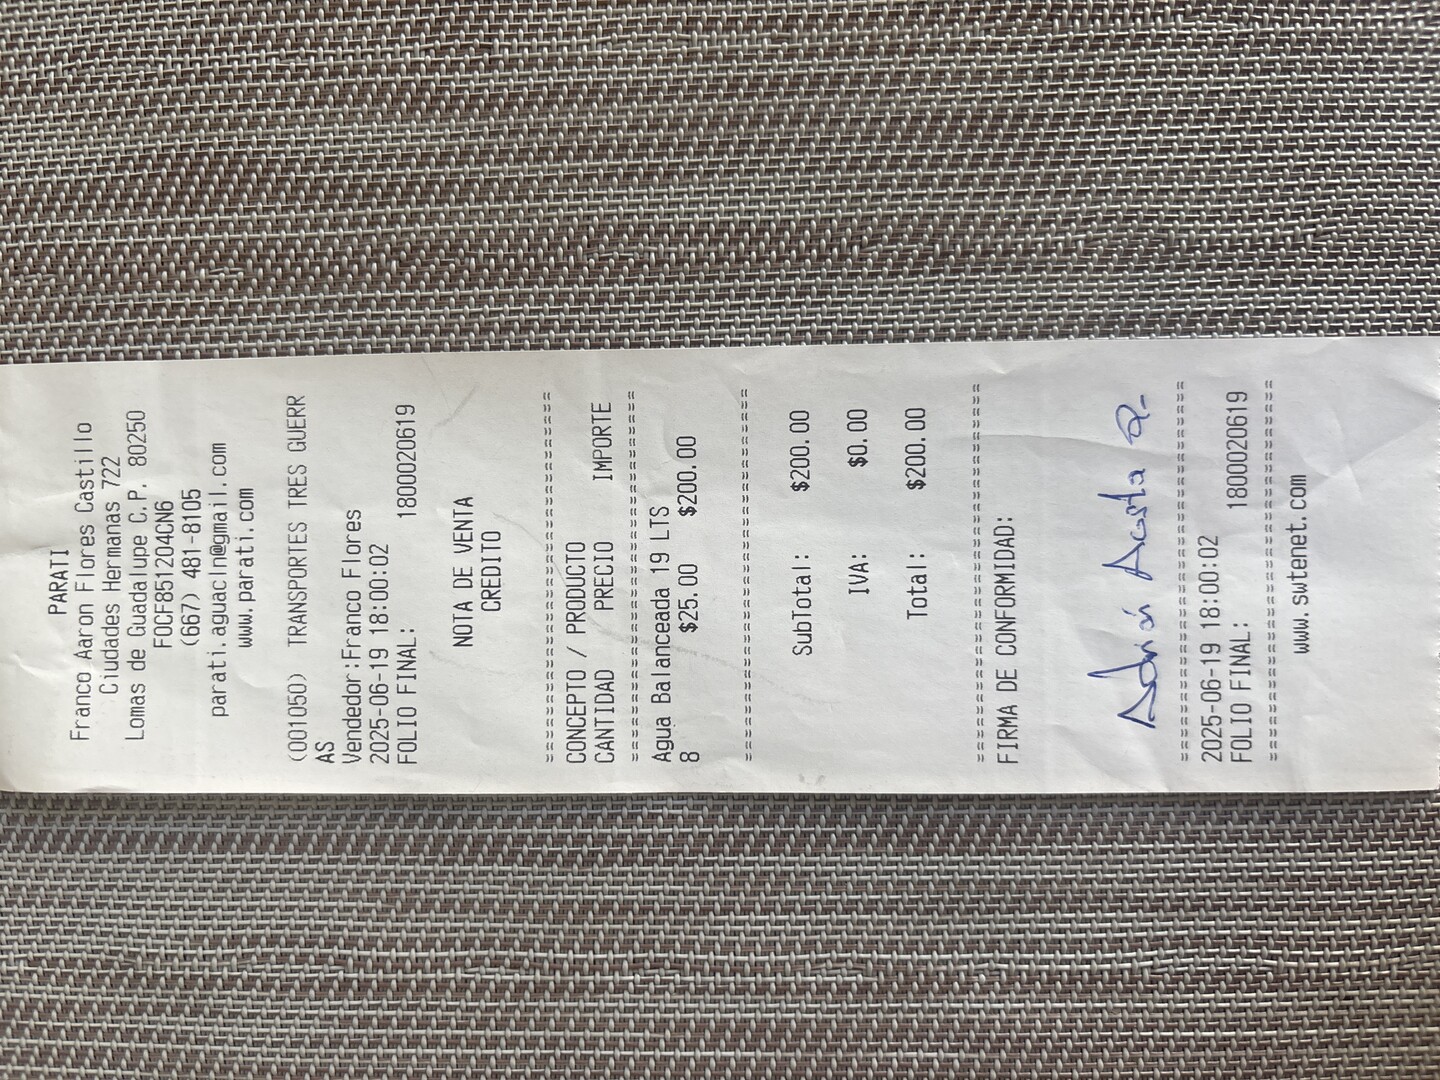 PARATI
Franco Aaron Flores Castillo
Ciudades Hermanas 722
Lomas de Guadalupe C.P. 80250
FOCF851204CN6
(667) 481-8105
parati.aguacln@gmail.com
www.parati.com
(001050) TRANSPORTES TRES GUERR
AS
Vendedor:Franco Flores
2025-06-19 18:00:02
FOLIO FINAL: 1800020619
NOTA DE VENTA
CREDITO
================================
CONCEPTO / PRODUCTO
CANTIDAD PRECIO IMPORTE
================================
Agua Balanceada 19 LTS
8 $25.00 $200.00
================================
SubTotal: $200.00
IVA: $0.00
Total: $200.00
================================
FIRMA DE CONFORMIDAD:
Adrián Acosta R.
================================
2025-06-19 18:00:02
FOLIO FINAL: 1800020619
================================
www.swtenet.com